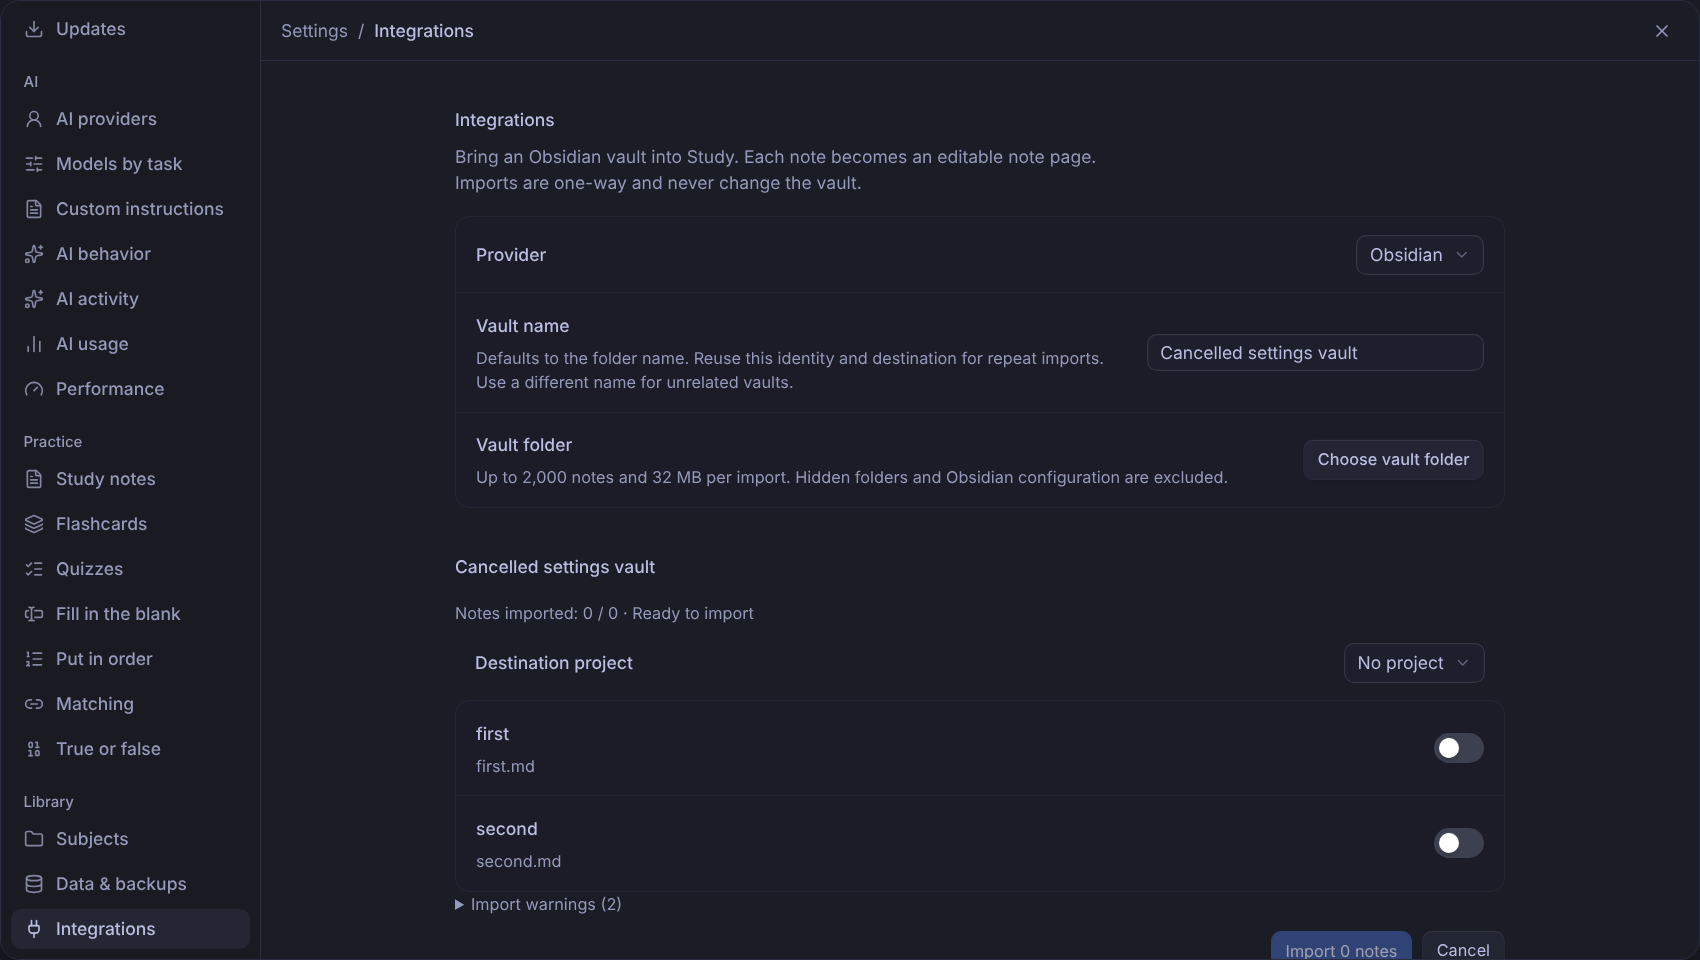 Updates
AI
AI providers
Models by task
Custom instructions
AI behavior
AI activity
AI usage
Performance
Practice
Study notes
Flashcards
Quizzes
Fill in the blank
Put in order
Matching
True or false
Library
Subjects
Data & backups
Integrations
Settings / Integrations
Integrations
Bring an Obsidian vault into Study. Each note becomes an editable note page.
Imports are one-way and never change the vault.
Provider
Obsidian
Vault name
Defaults to the folder name. Reuse this identity and destination for repeat imports.
Use a different name for unrelated vaults.
Cancelled settings vault
Vault folder
Up to 2,000 notes and 32 MB per import. Hidden folders and Obsidian configuration are excluded.
Choose vault folder
Cancelled settings vault
Notes imported: 0 / 0 · Ready to import
Destination project
No project
first
first.md
second
second.md
Import warnings (2)
Import 0 notes
Cancel